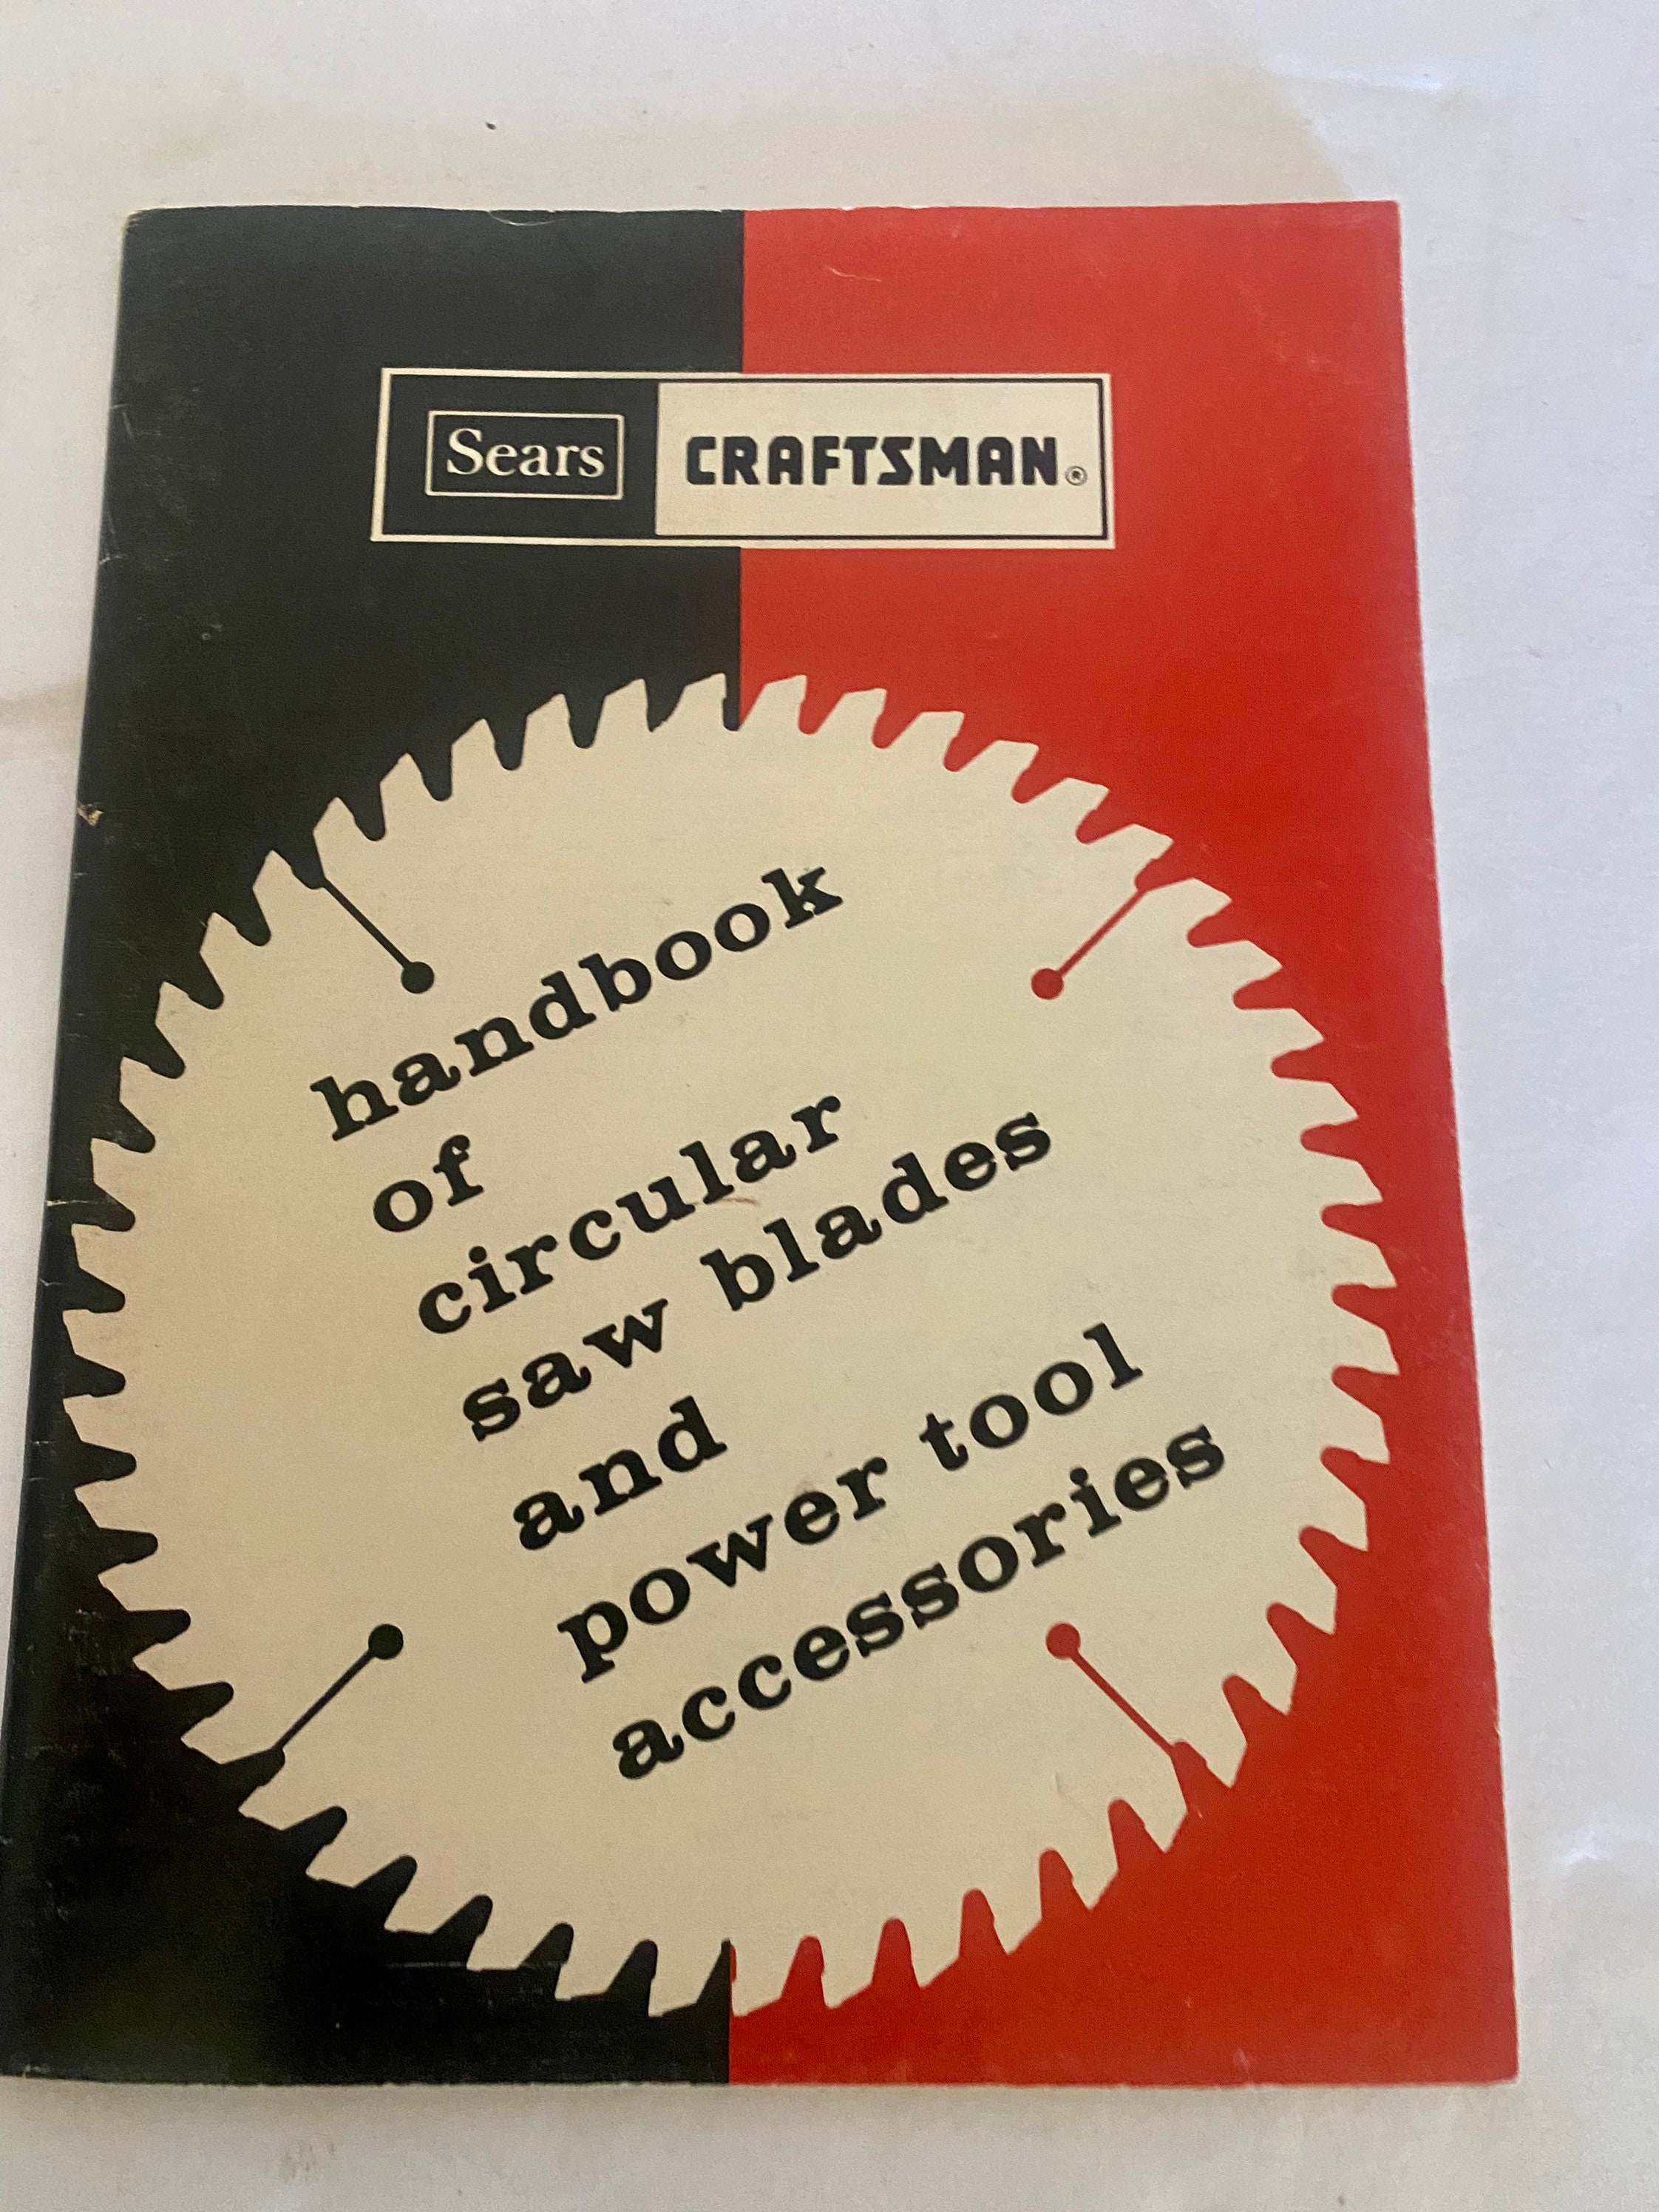 Sears CRAFTSMAN®
handbook
of
circular
saw blades
and
power tool
accessories